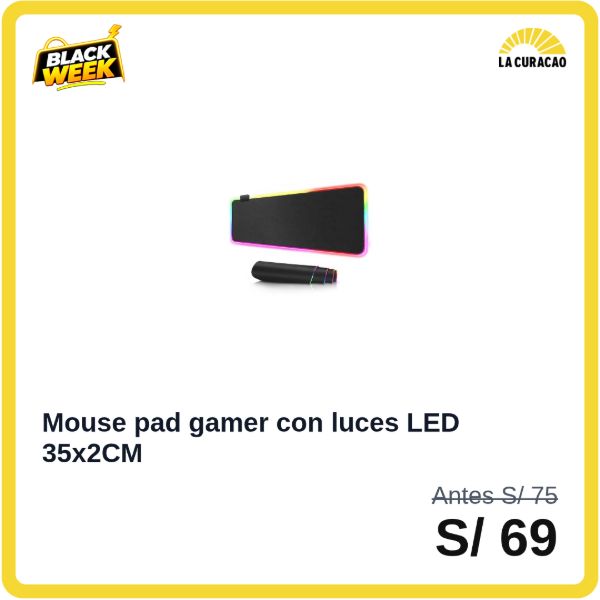 BLACK
WEEK
LA CURACAO
Mouse pad gamer con luces LED
35x2CM
Antes S/ 75
S/ 69